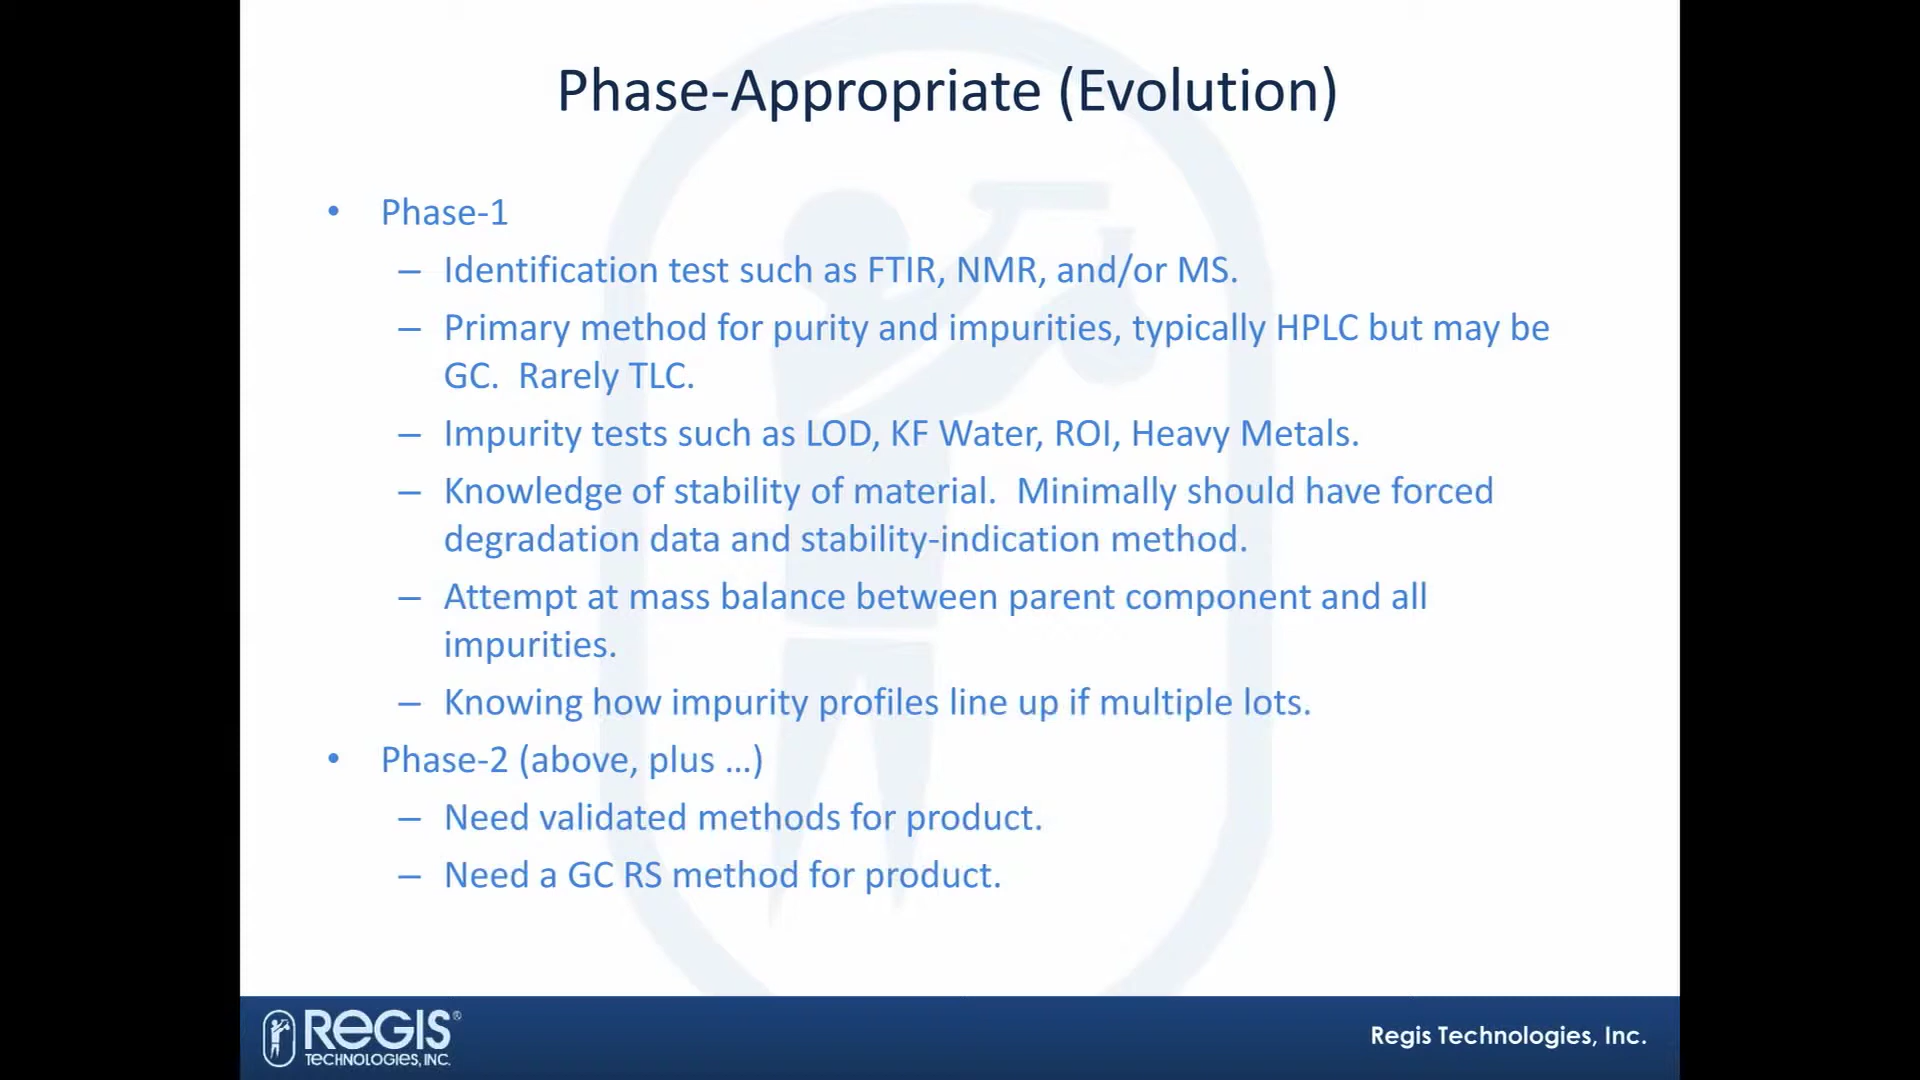 Phase-Appropriate (Evolution)
• Phase-1
– Identification test such as FTIR, NMR, and/or MS.
– Primary method for purity and impurities, typically HPLC but may be
GC.  Rarely TLC.
– Impurity tests such as LOD, KF Water, ROI, Heavy Metals.
– Knowledge of stability of material.  Minimally should have forced
degradation data and stability-indication method.
– Attempt at mass balance between parent component and all
impurities.
– Knowing how impurity profiles line up if multiple lots.
• Phase-2 (above, plus …)
– Need validated methods for product.
– Need a GC RS method for product.
REGIS®
TECHNOLOGIES, INC.
Regis Technologies, Inc.